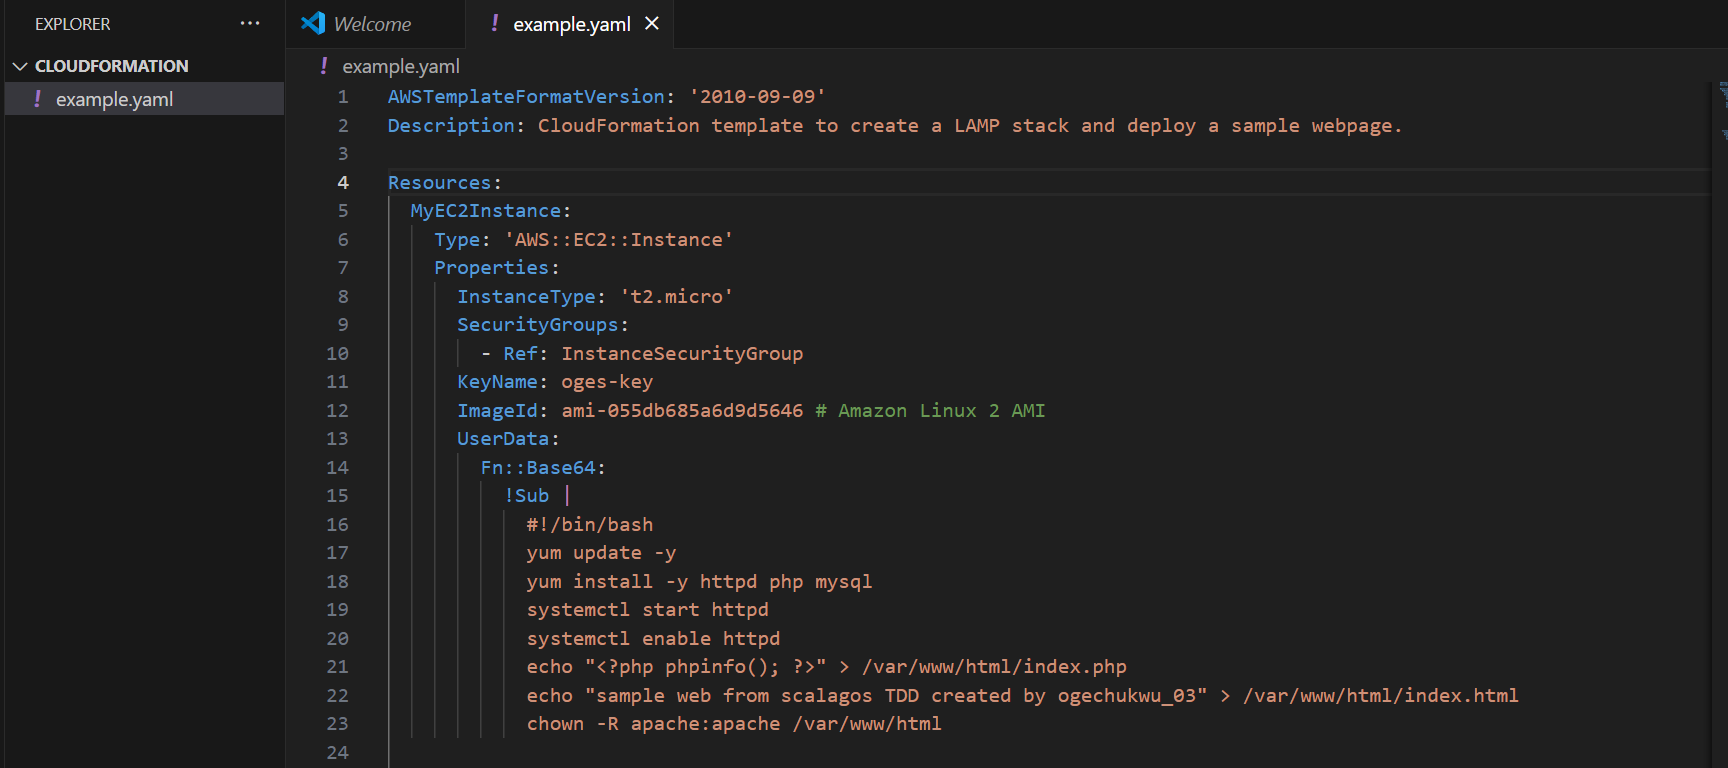 EXPLORER ···
CLOUDFORMATION
! example.yaml
Welcome
! example.yaml ×
! example.yaml
1 AWSTemplateFormatVersion: '2010-09-09'
2 Description: CloudFormation template to create a LAMP stack and deploy a sample webpage.
3
4 Resources:
5   MyEC2Instance:
6     Type: 'AWS::EC2::Instance'
7     Properties:
8       InstanceType: 't2.micro'
9       SecurityGroups:
10         - Ref: InstanceSecurityGroup
11       KeyName: oges-key
12       ImageId: ami-055db685a6d9d5646 # Amazon Linux 2 AMI
13       UserData:
14         Fn::Base64:
15           !Sub |
16             #!/bin/bash
17             yum update -y
18             yum install -y httpd php mysql
19             systemctl start httpd
20             systemctl enable httpd
21             echo "<?php phpinfo(); ?>" > /var/www/html/index.php
22             echo "sample web from scalagos TDD created by ogechukwu_03" > /var/www/html/index.html
23             chown -R apache:apache /var/www/html
24